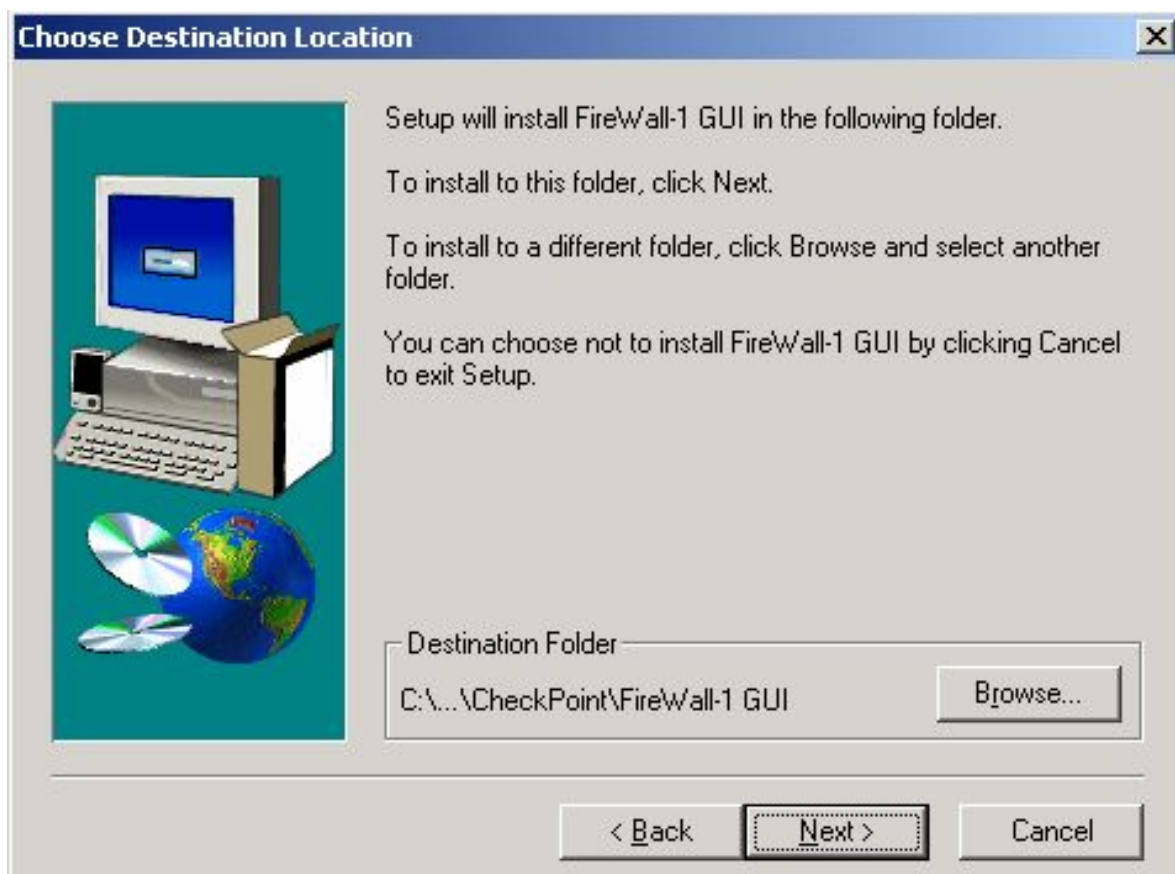 Choose Destination Location
Setup will install FireWall-1 GUI in the following folder.
To install to this folder, click Next.
To install to a different folder, click Browse and select another
folder.
You can choose not to install FireWall-1 GUI by clicking Cancel
to exit Setup.
Destination Folder
C:\...\CheckPoint\FireWall-1 GUI
Browse...
< Back
Next >
Cancel